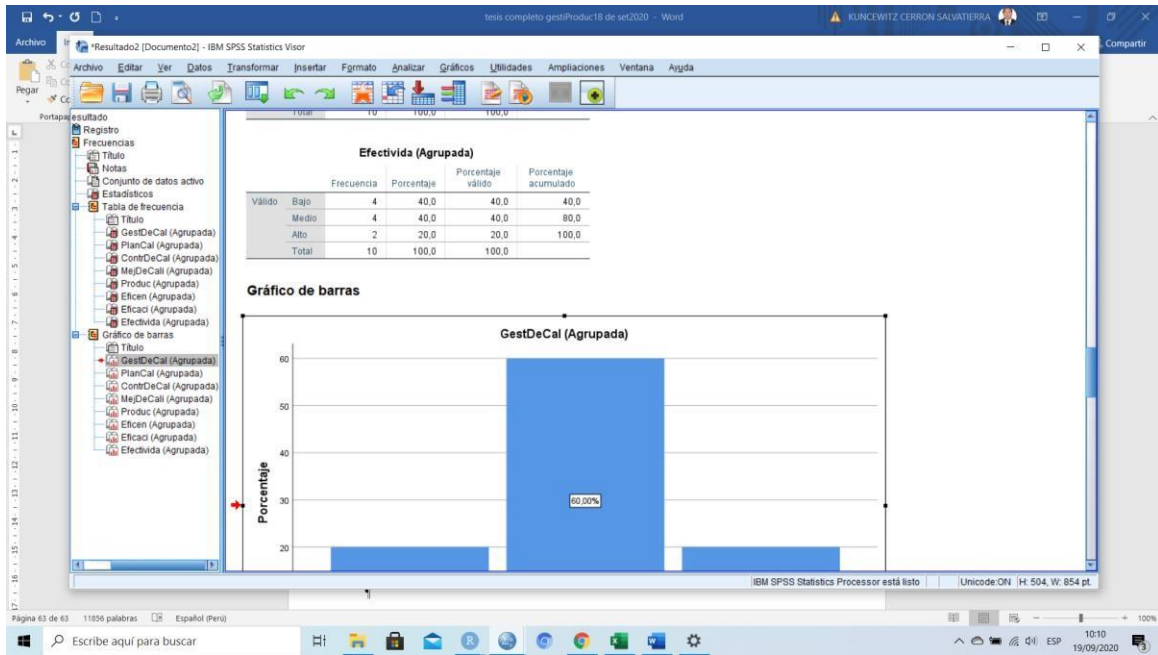 tesis completo gestiProduc18 de set2020 - Word
KUNCEWITZ CERRON SALVATIERRA
Archivo
Compartir
*Resultado2 [Documento2] - IBM SPSS Statistics Visor
Archivo Editar Ver Datos Transformar Insertar Formato Analizar Gráficos Utilidades Ampliaciones Ventana Ayuda
Pegar
Portapap
esultado
Registro
Frecuencias
Título
Notas
Conjunto de datos activo
Estadísticos
Tabla de frecuencia
Título
GestDeCal (Agrupada)
PlanCal (Agrupada)
ContrDeCal (Agrupada)
MejDeCali (Agrupada)
Produc (Agrupada)
Eficen (Agrupada)
Eficaci (Agrupada)
Efectivida (Agrupada)
Gráfico de barras
Título
GestDeCal (Agrupada)
PlanCal (Agrupada)
ContrDeCal (Agrupada)
MejDeCali (Agrupada)
Produc (Agrupada)
Eficen (Agrupada)
Eficaci (Agrupada)
Efectivida (Agrupada)
Total 10 100,0 100,0
Efectivida (Agrupada)
Frecuencia Porcentaje Porcentaje válido Porcentaje acumulado
Válido Bajo 4 40,0 40,0 40,0
Medio 4 40,0 40,0 80,0
Alto 2 20,0 20,0 100,0
Total 10 100,0 100,0
Gráfico de barras
GestDeCal (Agrupada)
Porcentaje
60
50
40
30
20
60,00%
IBM SPSS Statistics Processor está listo Unicode:ON H: 504, W: 854 pt.
Página 63 de 63 11856 palabras Español (Perú) 100%
Escribe aquí para buscar
ESP
10:10
19/09/2020
3